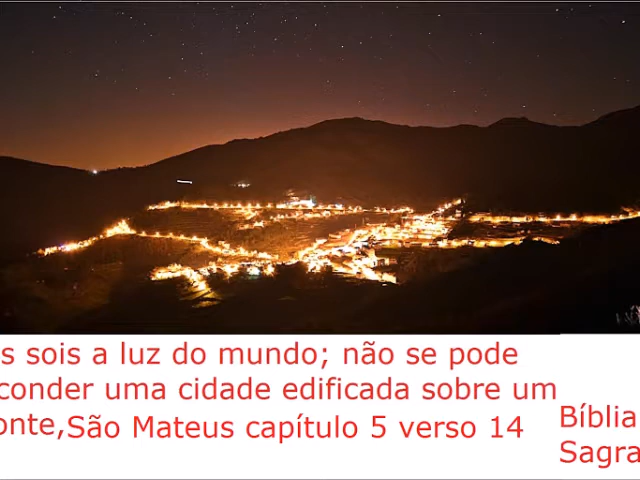 s sois a luz do mundo; não se pode
conder uma cidade edificada sobre um
onte,São Mateus capítulo 5 verso 14
Bíblia
Sagra